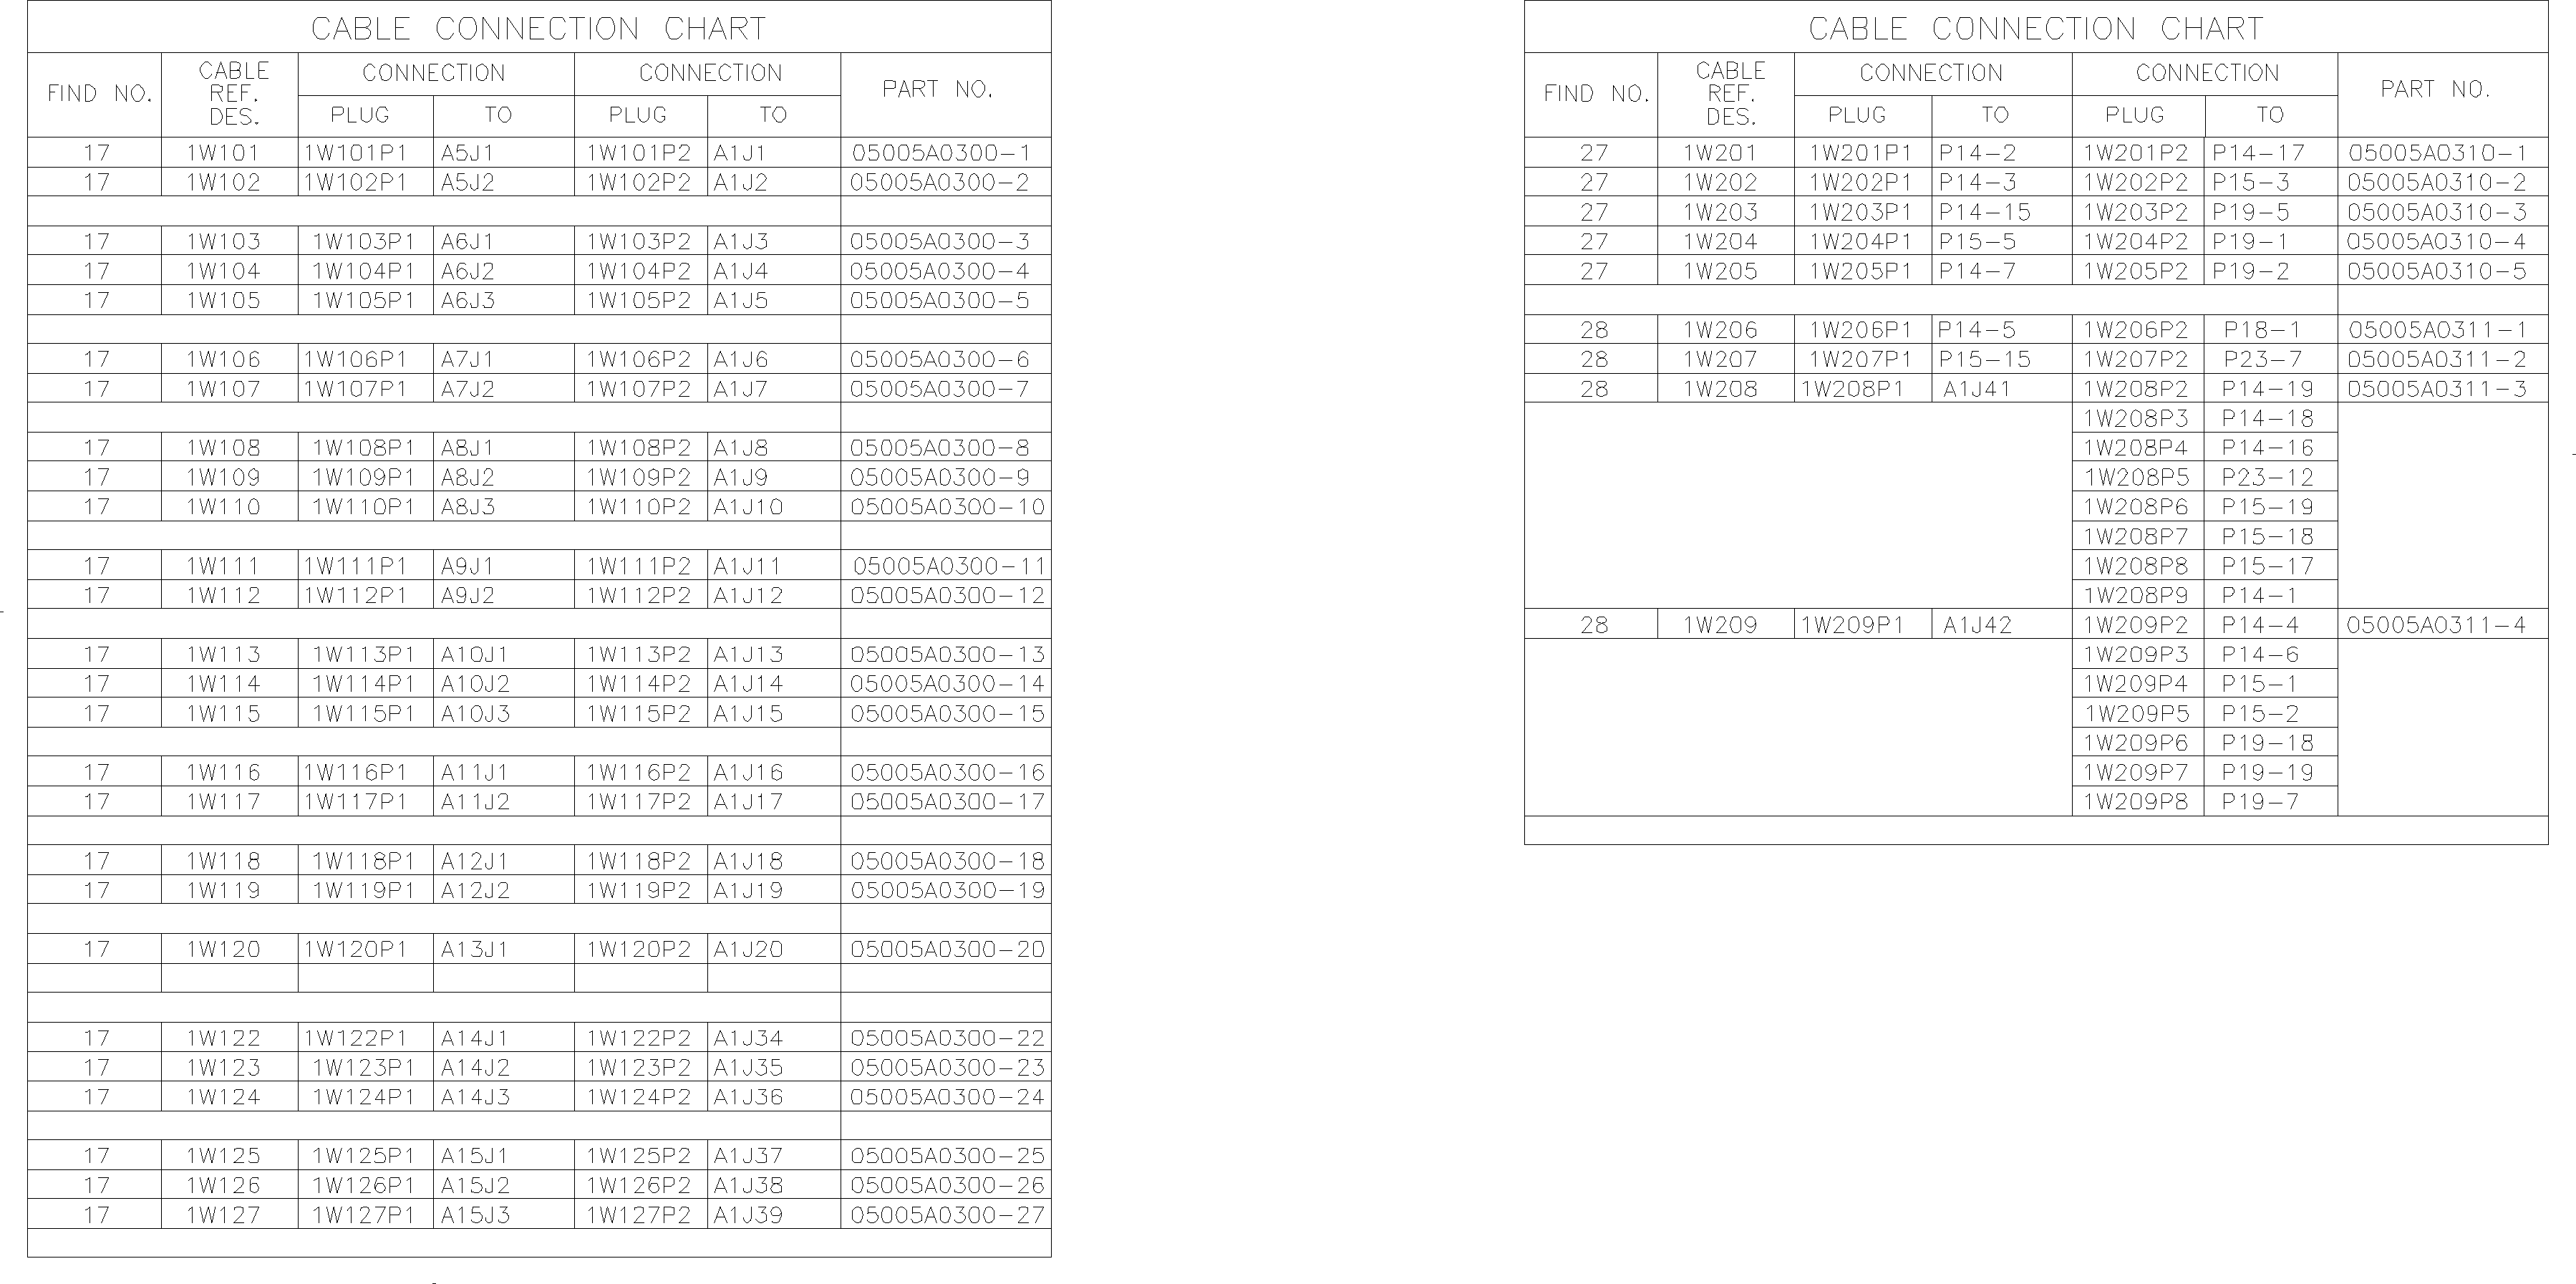 CABLE CONNECTION CHART
FIND NO. CABLE REF. DES. CONNECTION CONNECTION PART NO.
PLUG TO PLUG TO
17 1W101 1W101P1 A5J1 1W101P2 A1J1 05005A0300-1
17 1W102 1W102P1 A5J2 1W102P2 A1J2 05005A0300-2
17 1W103 1W103P1 A6J1 1W103P2 A1J3 05005A0300-3
17 1W104 1W104P1 A6J2 1W104P2 A1J4 05005A0300-4
17 1W105 1W105P1 A6J3 1W105P2 A1J5 05005A0300-5
17 1W106 1W106P1 A7J1 1W106P2 A1J6 05005A0300-6
17 1W107 1W107P1 A7J2 1W107P2 A1J7 05005A0300-7
17 1W108 1W108P1 A8J1 1W108P2 A1J8 05005A0300-8
17 1W109 1W109P1 A8J2 1W109P2 A1J9 05005A0300-9
17 1W110 1W110P1 A8J3 1W110P2 A1J10 05005A0300-10
17 1W111 1W111P1 A9J1 1W111P2 A1J11 05005A0300-11
17 1W112 1W112P1 A9J2 1W112P2 A1J12 05005A0300-12
17 1W113 1W113P1 A10J1 1W113P2 A1J13 05005A0300-13
17 1W114 1W114P1 A10J2 1W114P2 A1J14 05005A0300-14
17 1W115 1W115P1 A10J3 1W115P2 A1J15 05005A0300-15
17 1W116 1W116P1 A11J1 1W116P2 A1J16 05005A0300-16
17 1W117 1W117P1 A11J2 1W117P2 A1J17 05005A0300-17
17 1W118 1W118P1 A12J1 1W118P2 A1J18 05005A0300-18
17 1W119 1W119P1 A12J2 1W119P2 A1J19 05005A0300-19
17 1W120 1W120P1 A13J1 1W120P2 A1J20 05005A0300-20
17 1W122 1W122P1 A14J1 1W122P2 A1J34 05005A0300-22
17 1W123 1W123P1 A14J2 1W123P2 A1J35 05005A0300-23
17 1W124 1W124P1 A14J3 1W124P2 A1J36 05005A0300-24
17 1W125 1W125P1 A15J1 1W125P2 A1J37 05005A0300-25
17 1W126 1W126P1 A15J2 1W126P2 A1J38 05005A0300-26
17 1W127 1W127P1 A15J3 1W127P2 A1J39 05005A0300-27
CABLE CONNECTION CHART
FIND NO. CABLE REF. DES. CONNECTION CONNECTION PART NO.
PLUG TO PLUG TO
27 1W201 1W201P1 P14-2 1W201P2 P14-17 05005A0310-1
27 1W202 1W202P1 P14-3 1W202P2 P15-3 05005A0310-2
27 1W203 1W203P1 P14-15 1W203P2 P19-5 05005A0310-3
27 1W204 1W204P1 P15-5 1W204P2 P19-1 05005A0310-4
27 1W205 1W205P1 P14-7 1W205P2 P19-2 05005A0310-5
28 1W206 1W206P1 P14-5 1W206P2 P18-1 05005A0311-1
28 1W207 1W207P1 P15-15 1W207P2 P23-7 05005A0311-2
28 1W208 1W208P1 A1J41 1W208P2 P14-19 05005A0311-3
1W208P3 P14-18
1W208P4 P14-16
1W208P5 P23-12
1W208P6 P15-19
1W208P7 P15-18
1W208P8 P15-17
1W208P9 P14-1
28 1W209 1W209P1 A1J42 1W209P2 P14-4 05005A0311-4
1W209P3 P14-6
1W209P4 P15-1
1W209P5 P15-2
1W209P6 P19-18
1W209P7 P19-19
1W209P8 P19-7